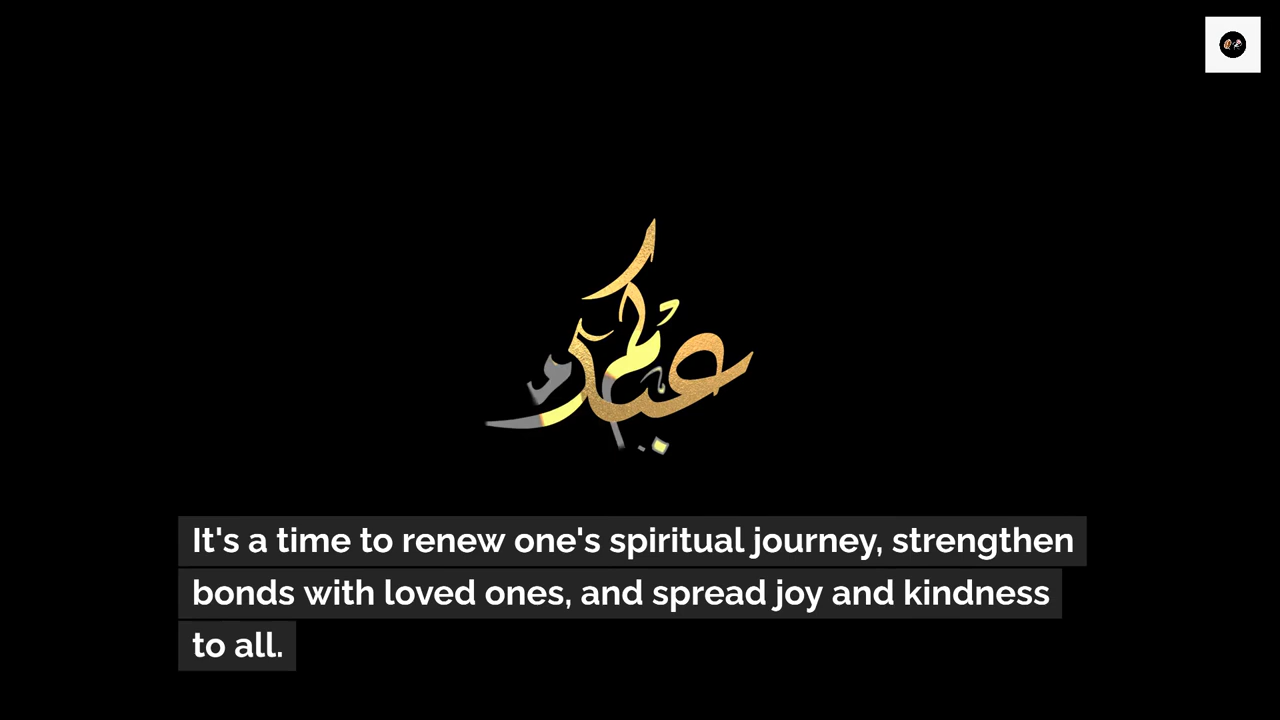 عيدكم
It's a time to renew one's spiritual journey, strengthen
bonds with loved ones, and spread joy and kindness
to all.